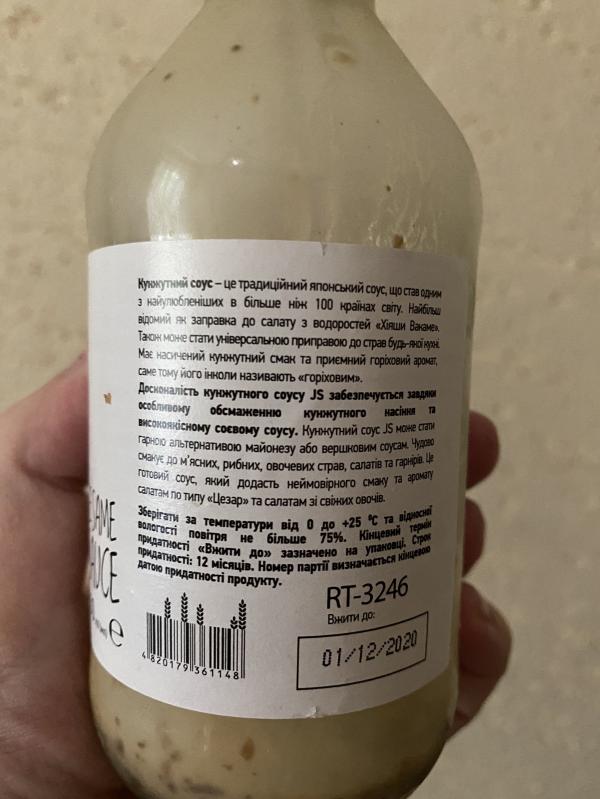 Кунжутний соус – це традиційний японський соус, що став одним
з найулюбленіших в більше ніж 100 країнах світу. Найбільш
відомий як заправка до салату з водоростей «Хіяши Вакаме».
Також може стати універсальною приправою до страв будь-якої кухні.
Має насичений кунжутний смак та приємний горіховий аромат,
саме тому його інколи називають «горіховим».
Досконалість кунжутного соусу JS забезпечується завдяки
особливому обсмаженню кунжутного насіння та
високоякісному соєвому соусу. Кунжутний соус JS може стати
гарною альтернативою майонезу або вершковим соусам. Чудово
смакує до м'ясних, рибних, овочевих страв, салатів та гарнірів. Це
готовий соус, який додасть неймовірного смаку та аромату
салатам по типу «Цезар» та салатам зі свіжих овочів.
Зберігати за температури від 0 до +25 °С та відносної
вологості повітря не більше 75%. Кінцевий термін
придатності «Вжити до» зазначено на упаковці. Строк
придатності: 12 місяців. Номер партії визначається кінцевою
датою придатності продукту.
RT-3246
Вжити до:
01/12/2020
4 820179 361148
AME
UCE
e